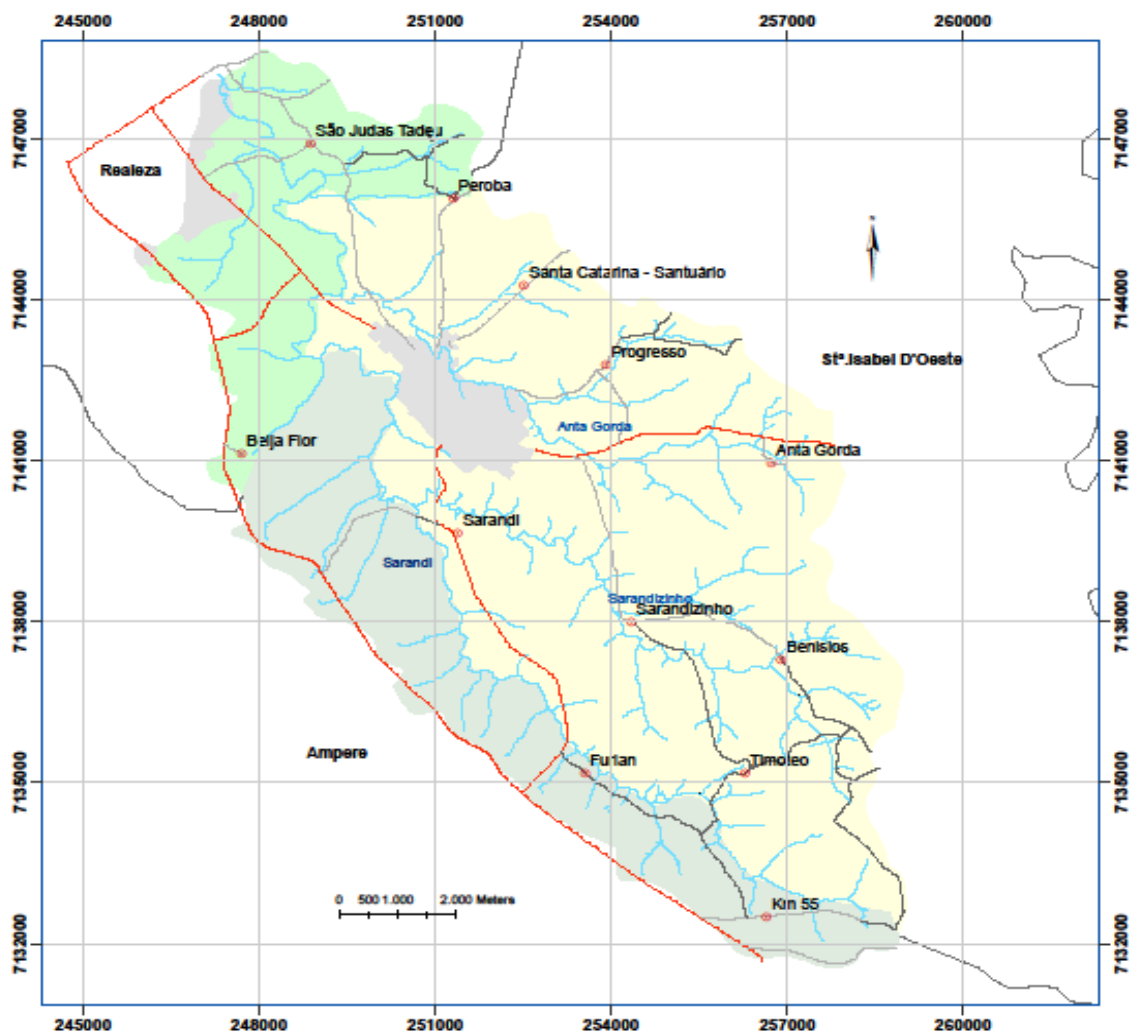 245000 248000 251000 254000 257000 260000
7147000 7147000
São Judas Tadeu
Realeza
Peroba
Santa Catarina - Santuário
7144000 7144000
Progresso
Stª.Isabel D'Oeste
Anta Gorda
Beija Flor
Anta Gorda
7141000 7141000
Sarandi
Sarandi
Sarandizinho
Sarandizinho
7138000 7138000
Benisios
Ampere
Furlan
Timoteo
7135000 7135000
0 500 1.000 2.000 Meters
Km 55
7132000 7132000
245000 248000 251000 254000 257000 260000